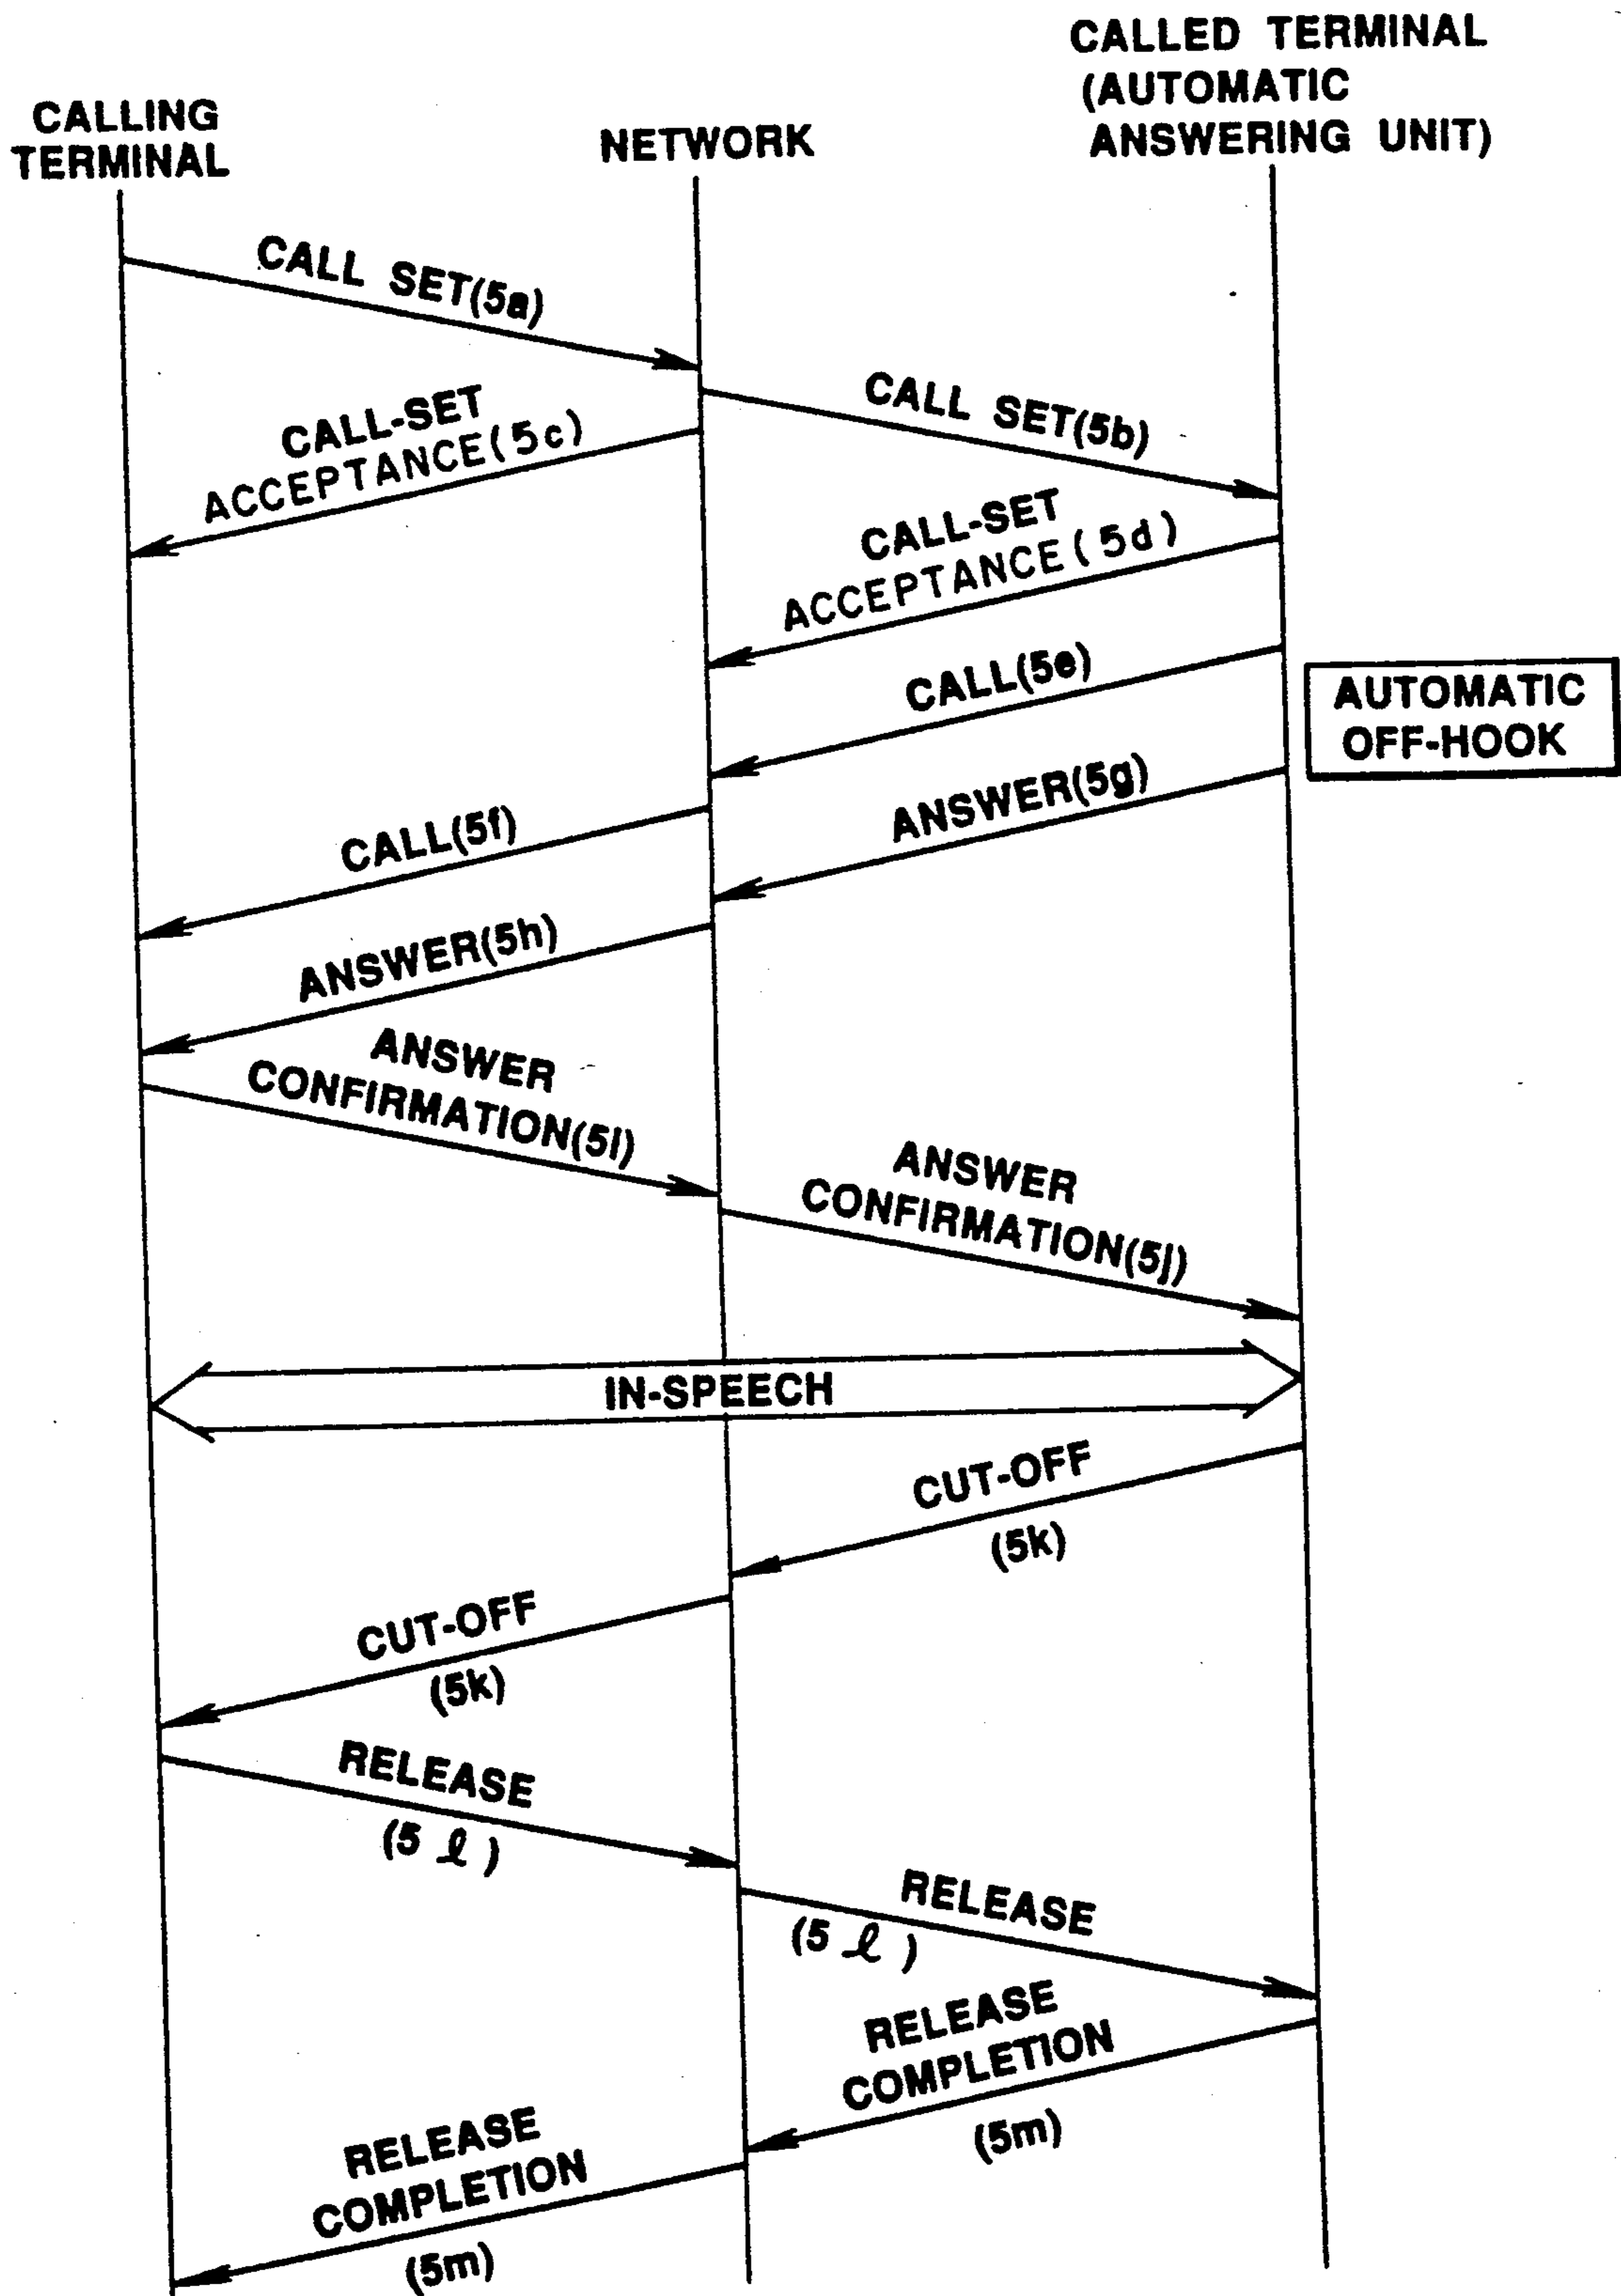 CALLING
TERMINAL
NETWORK
CALLED TERMINAL
(AUTOMATIC
ANSWERING UNIT)
CALL SET(5a)
CALL SET(5b)
CALL-SET
ACCEPTANCE(5c)
CALL-SET
ACCEPTANCE(5d)
CALL(5e)
AUTOMATIC
OFF-HOOK
ANSWER(5g)
CALL(5f)
ANSWER(5h)
ANSWER
CONFIRMATION(5i)
ANSWER
CONFIRMATION(5j)
IN-SPEECH
CUT-OFF
(5k)
CUT-OFF
(5k)
RELEASE
(5ℓ)
RELEASE
(5ℓ)
RELEASE
COMPLETION
(5m)
RELEASE
COMPLETION
(5m)